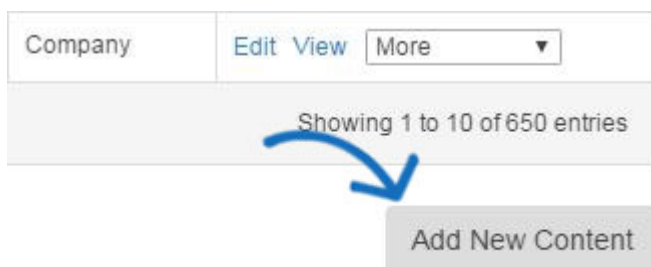 Company Edit View More
Showing 1 to 10 of 650 entries
Add New Content